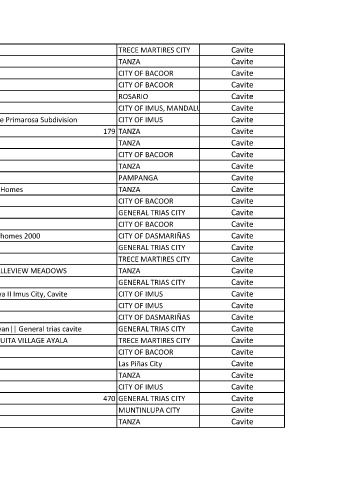 TRECE MARTIRES CITY Cavite
TANZA Cavite
CITY OF BACOOR Cavite
CITY OF BACOOR Cavite
ROSARIO Cavite
CITY OF IMUS, MANDALU Cavite
e Primarosa Subdivision CITY OF IMUS Cavite
179 TANZA Cavite
TANZA Cavite
CITY OF BACOOR Cavite
TANZA Cavite
PAMPANGA Cavite
Homes TANZA Cavite
CITY OF BACOOR Cavite
GENERAL TRIAS CITY Cavite
CITY OF BACOOR Cavite
homes 2000 CITY OF DASMARIÑAS Cavite
GENERAL TRIAS CITY Cavite
TRECE MARTIRES CITY Cavite
LLEVIEW MEADOWS TANZA Cavite
GENERAL TRIAS CITY Cavite
a II Imus City, Cavite CITY OF IMUS Cavite
CITY OF IMUS Cavite
CITY OF DASMARIÑAS Cavite
an|| General trias cavite GENERAL TRIAS CITY Cavite
UITA VILLAGE AYALA TRECE MARTIRES CITY Cavite
CITY OF BACOOR Cavite
Las Piñas City Cavite
TANZA Cavite
CITY OF IMUS Cavite
470 GENERAL TRIAS CITY Cavite
MUNTINLUPA CITY Cavite
TANZA Cavite